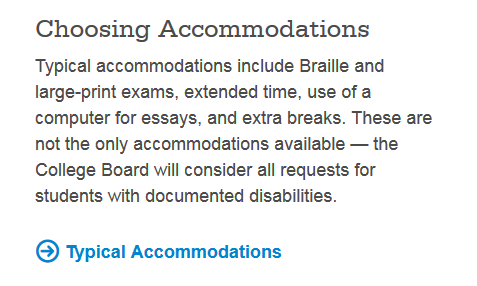 Choosing Accommodations
Typical accommodations include Braille and
large-print exams, extended time, use of a
computer for essays, and extra breaks. These are
not the only accommodations available — the
College Board will consider all requests for
students with documented disabilities.
Typical Accommodations